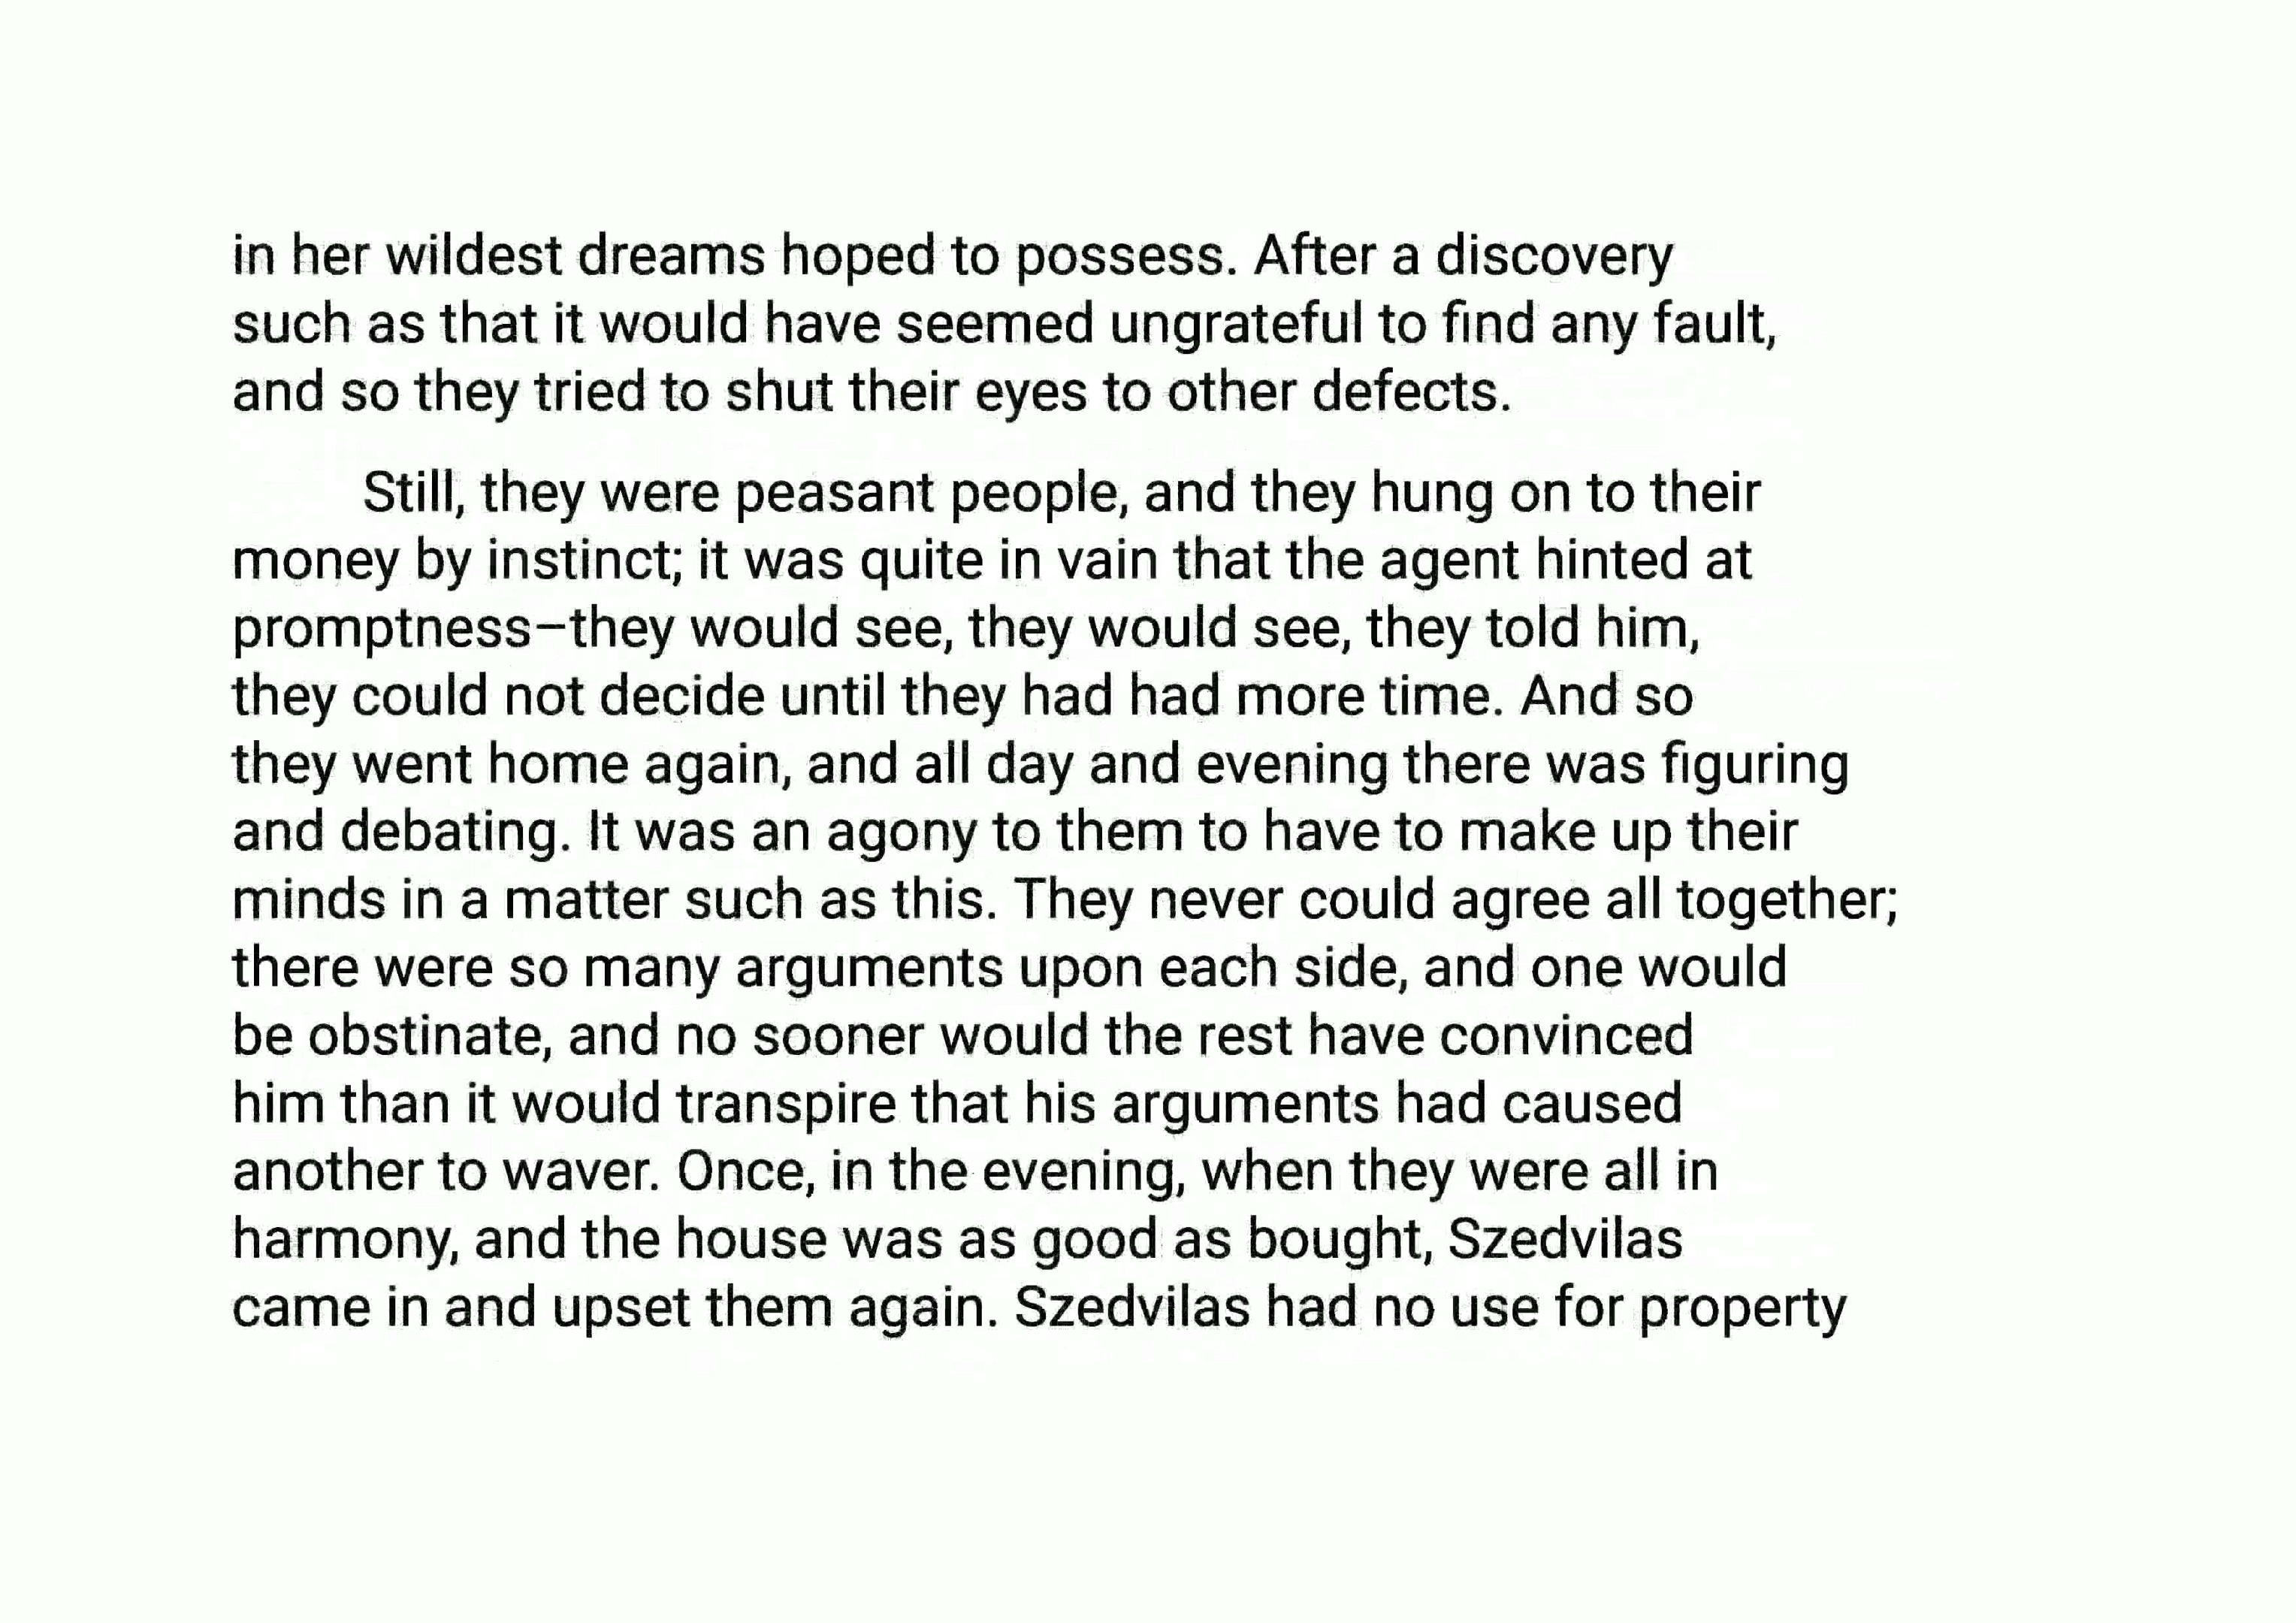 in her wildest dreams hoped to possess. After a discovery
such as that it would have seemed ungrateful to find any fault,
and so they tried to shut their eyes to other defects.
Still, they were peasant people, and they hung on to their
money by instinct; it was quite in vain that the agent hinted at
promptness—they would see, they would see, they told him,
they could not decide until they had had more time. And so
they went home again, and all day and evening there was figuring
and debating. It was an agony to them to have to make up their
minds in a matter such as this. They never could agree all together;
there were so many arguments upon each side, and one would
be obstinate, and no sooner would the rest have convinced
him than it would transpire that his arguments had caused
another to waver. Once, in the evening, when they were all in
harmony, and the house was as good as bought, Szedvilas
came in and upset them again. Szedvilas had no use for property